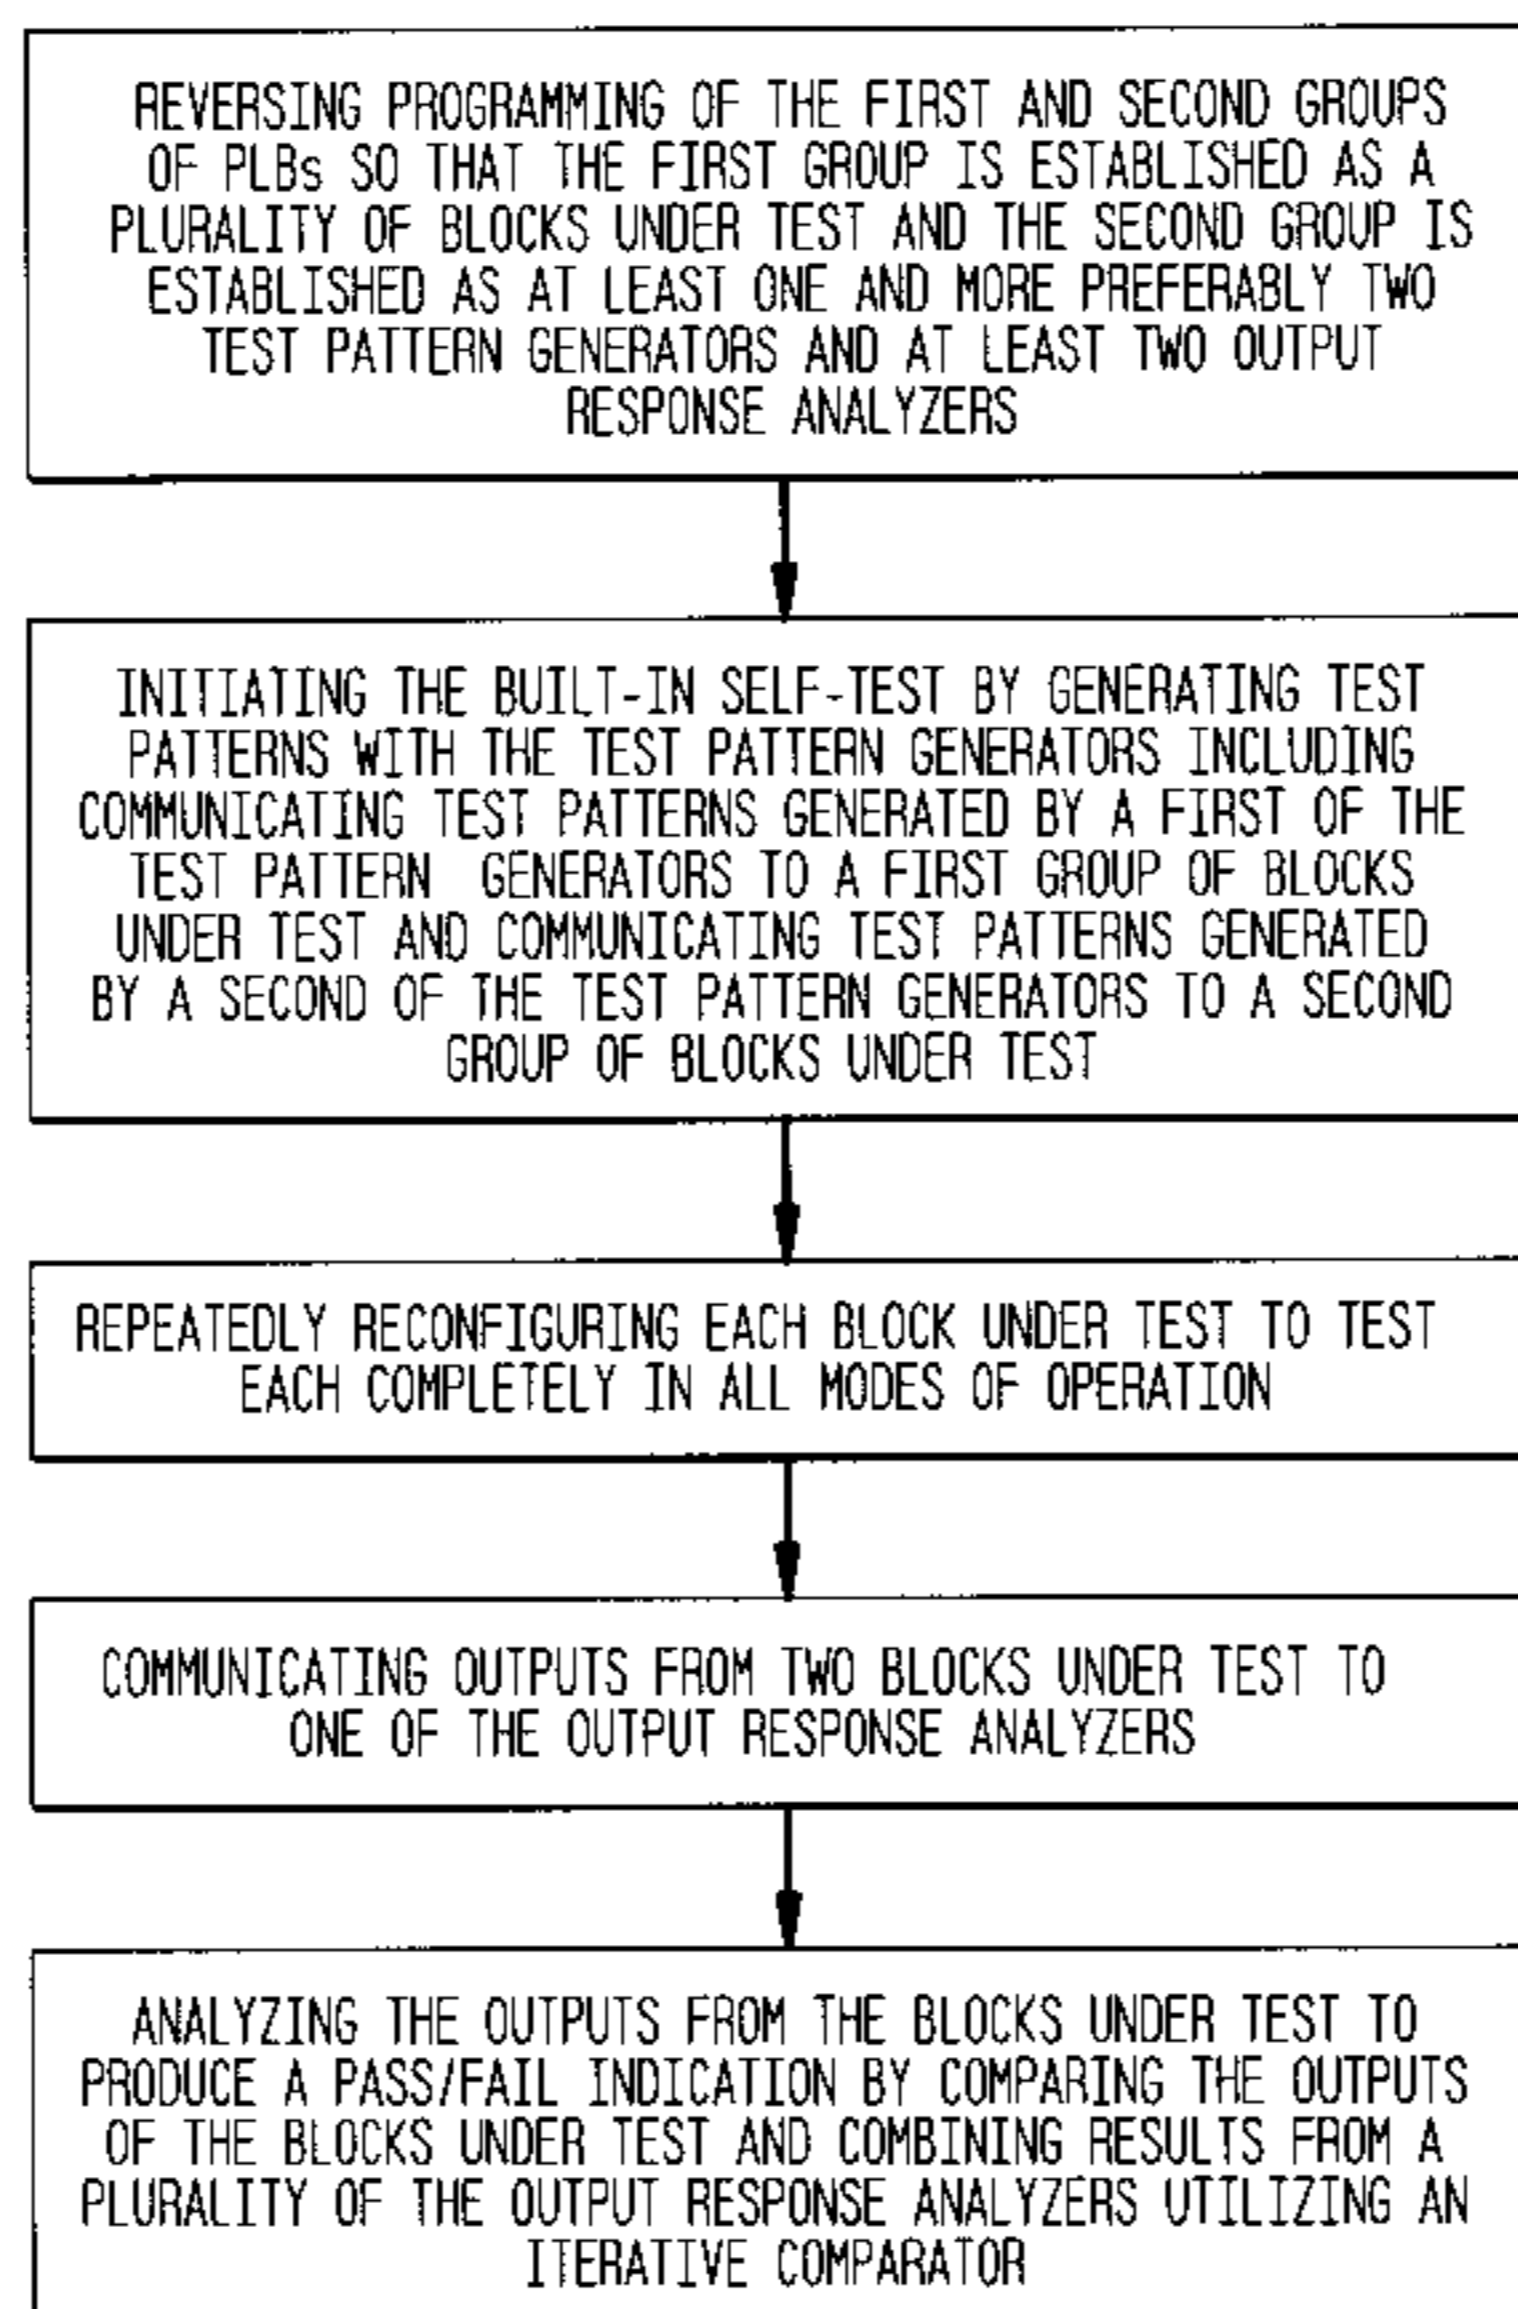 REVERSING PROGRAMMING OF THE FIRST AND SECOND GROUPS
OF PLBs SO THAT THE FIRST GROUP IS ESTABLISHED AS A
PLURALITY OF BLOCKS UNDER TEST AND THE SECOND GROUP IS
ESTABLISHED AS AT LEAST ONE AND MORE PREFERABLY TWO
TEST PATTERN GENERATORS AND AT LEAST TWO OUTPUT
RESPONSE ANALYZERS
INITIATING THE BUILT-IN SELF-TEST BY GENERATING TEST
PATTERNS WITH THE TEST PATTERN GENERATORS INCLUDING
COMMUNICATING TEST PATTERNS GENERATED BY A FIRST OF THE
TEST PATTERN GENERATORS TO A FIRST GROUP OF BLOCKS
UNDER TEST AND COMMUNICATING TEST PATTERNS GENERATED
BY A SECOND OF THE TEST PATTERN GENERATORS TO A SECOND
GROUP OF BLOCKS UNDER TEST
REPEATEDLY RECONFIGURING EACH BLOCK UNDER TEST TO TEST
EACH COMPLETELY IN ALL MODES OF OPERATION
COMMUNICATING OUTPUTS FROM TWO BLOCKS UNDER TEST TO
ONE OF THE OUTPUT RESPONSE ANALYZERS
ANALYZING THE OUTPUTS FROM THE BLOCKS UNDER TEST TO
PRODUCE A PASS/FAIL INDICATION BY COMPARING THE OUTPUTS
OF THE BLOCKS UNDER TEST AND COMBINING RESULTS FROM A
PLURALITY OF THE OUTPUT RESPONSE ANALYZERS UTILIZING AN
ITERATIVE COMPARATOR